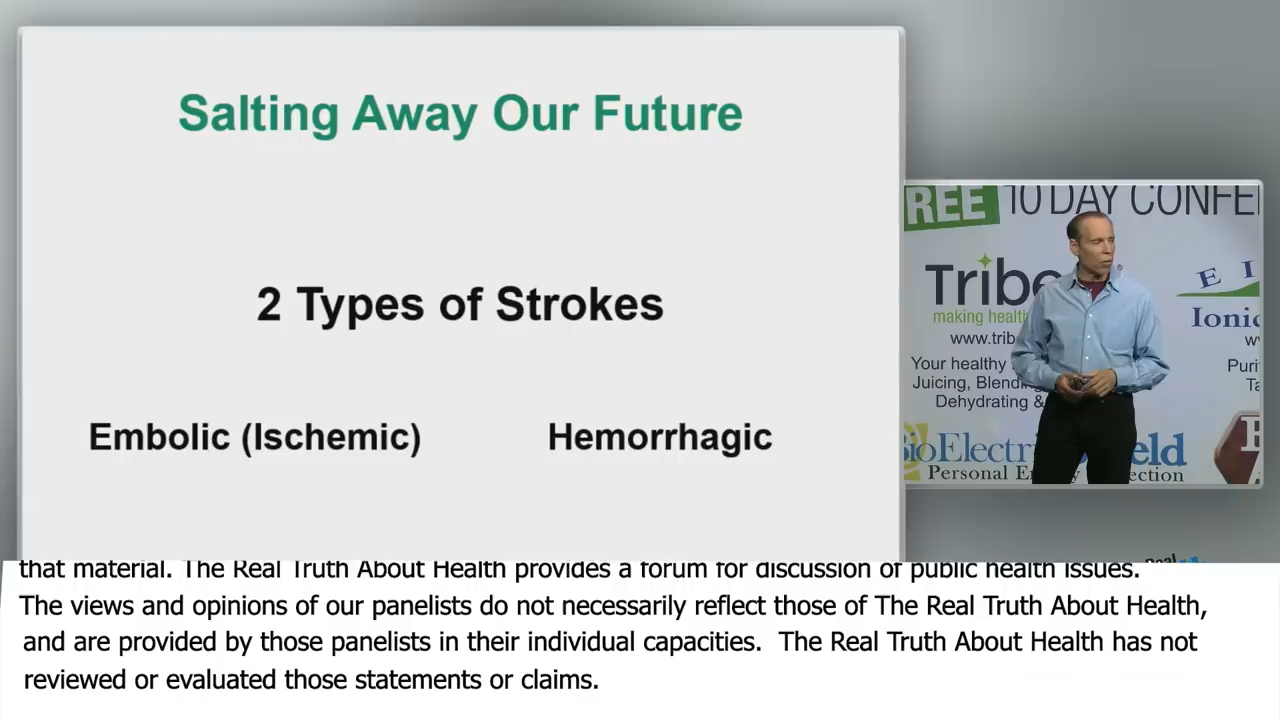 Salting Away Our Future
2 Types of Strokes
Embolic (Ischemic)
Hemorrhagic
REE 10 DAY CONFE
Tribe
making health
www.trib
Your healthy
Juicing, Blendin
Dehydrating &
BioElectri eld
Personal En ection
E I
Ionic
w
Puri
Ta
Real
that material. The Real Truth About Health provides a forum for discussion of public health issues.
The views and opinions of our panelists do not necessarily reflect those of The Real Truth About Health,
and are provided by those panelists in their individual capacities. The Real Truth About Health has not
reviewed or evaluated those statements or claims.